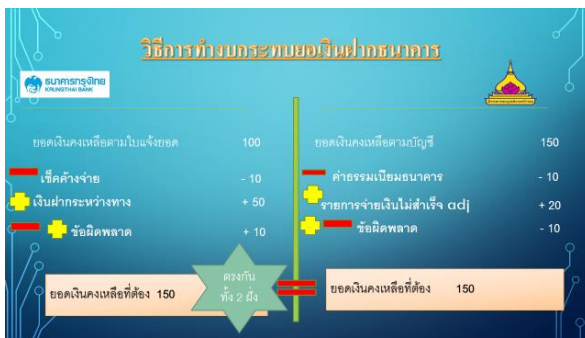 วิธีการทำงบกระทบยอเงินฝากธนาคาร
ธนาคารกรุงไทย
KRUNGTHAI BANK
ยอดเงินคงเหลือตามใบแจ้งยอด 100
เช็คค้างจ่าย - 10
เงินฝากระหว่างทาง + 50
ข้อผิดพลาด + 10
ยอดเงินคงเหลือที่ต้อง 150
ตรงกัน
ทั้ง 2 ฝั่ง
ยอดเงินคงเหลือตามบัญชี 150
ค่าธรรมเนียมธนาคาร - 10
รายการจ่ายเงินไม่สำเร็จ adj + 20
ข้อผิดพลาด - 10
ยอดเงินคงเหลือที่ต้อง 150